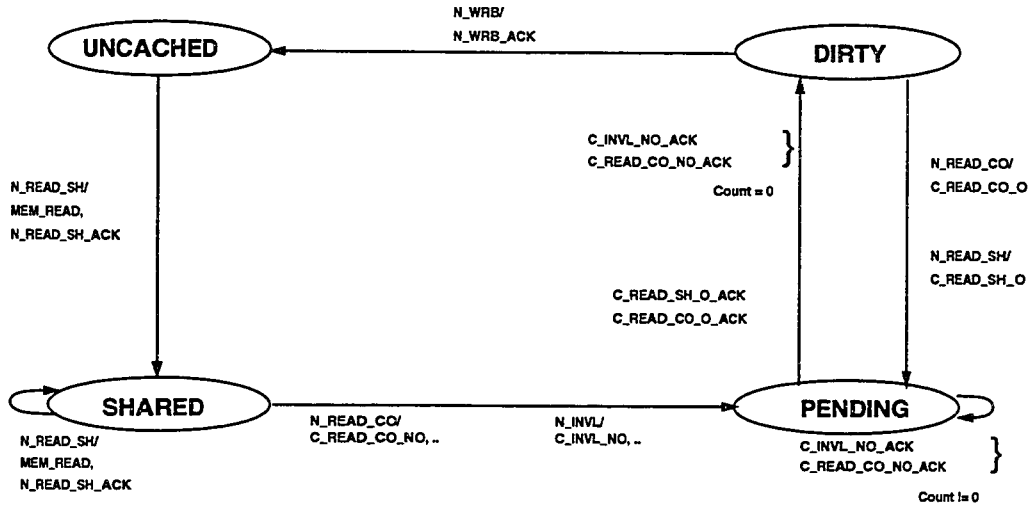 N_WRB/
N_WRB_ACK
UNCACHED
DIRTY
C_INVL_NO_ACK
C_READ_CO_NO_ACK
}
Count = 0
N_READ_CO/
C_READ_CO_O
N_READ_SH/
MEM_READ,
N_READ_SH_ACK
N_READ_SH/
C_READ_SH_O
C_READ_SH_O_ACK
C_READ_CO_O_ACK
SHARED
PENDING
N_READ_CO/
C_READ_CO_NO, ..
N_INVL/
C_INVL_NO, ..
N_READ_SH/
MEM_READ,
N_READ_SH_ACK
C_INVL_NO_ACK
C_READ_CO_NO_ACK
}
Count != 0